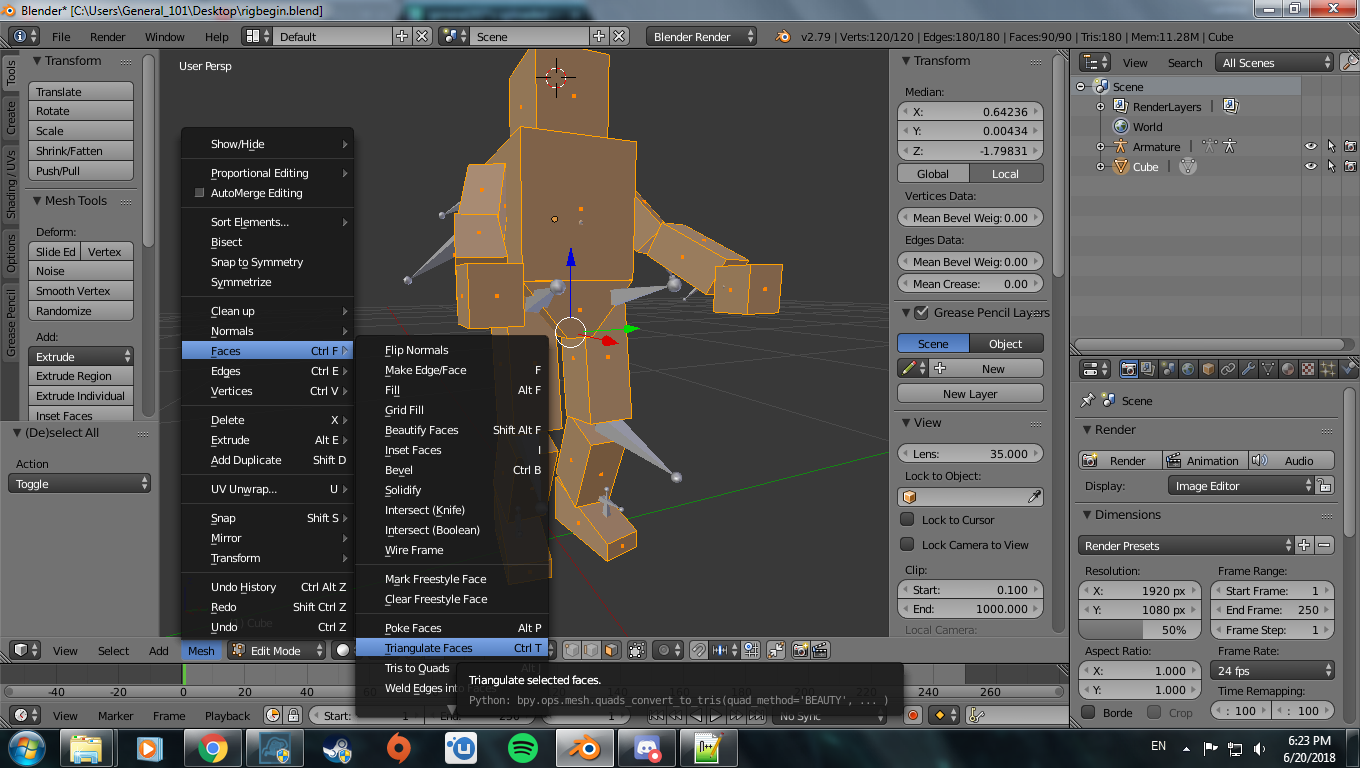 Blender* [C:\Users\General_101\Desktop\rigbegin.blend]
File Render Window Help Default Scene Blender Render v2.79 | Verts:120/120 | Edges:180/180 | Faces:90/90 | Tris:180 | Mem:11.28M | Cube
Tools
Create
Shading / UVs
Options
Grease Pencil
Transform
Translate
Rotate
Scale
Shrink/Fatten
Push/Pull
Mesh Tools
Deform:
Slide Ed Vertex
Noise
Smooth Vertex
Randomize
Add:
Extrude
Extrude Region
Extrude Individual
Inset Faces
(De)select All
Action
Toggle
User Persp
Show/Hide
Proportional Editing
AutoMerge Editing
Sort Elements...
Bisect
Snap to Symmetry
Symmetrize
Clean up
Normals
Faces Ctrl F
Edges Ctrl E
Vertices Ctrl V
Delete X
Extrude Alt E
Add Duplicate Shift D
UV Unwrap... U
Snap Shift S
Mirror
Transform
Undo History Ctrl Alt Z
Redo Shift Ctrl Z
Undo Ctrl Z
Flip Normals
Make Edge/Face F
Fill Alt F
Grid Fill
Beautify Faces Shift Alt F
Inset Faces I
Bevel Ctrl B
Solidify
Intersect (Knife)
Intersect (Boolean)
Wire Frame
Mark Freestyle Face
Clear Freestyle Face
Poke Faces Alt P
Triangulate Faces Ctrl T
Tris to Quads Alt J
Weld Edges into Faces
Triangulate selected faces.
Python: bpy.ops.mesh.quads_convert_to_tris(quad_method='BEAUTY', ... )
Transform
Median:
X: 0.64236
Y: 0.00434
Z: -1.79831
Global Local
Vertices Data:
Mean Bevel Weig: 0.00
Edges Data:
Mean Bevel Weig: 0.00
Mean Crease: 0.00
Grease Pencil Layers
Scene Object
New
New Layer
View
Lens: 35.000
Lock to Object:
Lock to Cursor
Lock Camera to View
Clip:
Start: 0.100
End: 1000.000
Local Camera:
View Search All Scenes
Scene
RenderLayers
World
Armature
Cube
Scene
Render
Render Animation Audio
Display: Image Editor
Dimensions
Render Presets
Resolution: Frame Range:
X: 1920 px Start Frame: 1
Y: 1080 px End Frame: 250
50% Frame Step: 1
Aspect Ratio: Frame Rate:
X: 1.000 24 fps
Y: 1.000 Time Remapping:
Borde Crop : 100 : 100
View Select Add Mesh Edit Mode
-40 -20 0 20 40
View Marker Frame Playback Start: 1 End: 250 1 No Sync
EN 6:23 PM
6/20/2018